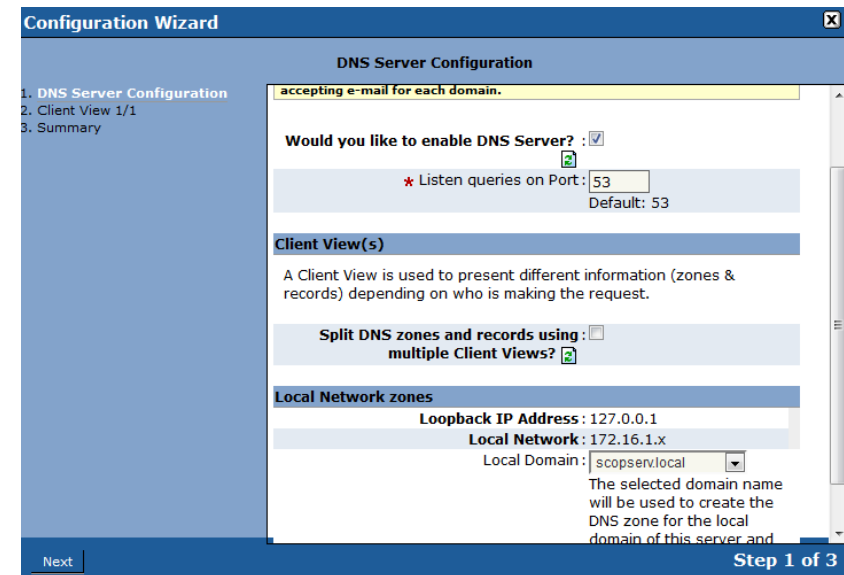 Configuration Wizard
DNS Server Configuration
1. DNS Server Configuration
2. Client View 1/1
3. Summary
accepting e-mail for each domain.
Would you like to enable DNS Server? :
* Listen queries on Port : 53
Default: 53
Client View(s)
A Client View is used to present different information (zones &
records) depending on who is making the request.
Split DNS zones and records using :
multiple Client Views?
Local Network zones
Loopback IP Address : 127.0.0.1
Local Network : 172.16.1.x
Local Domain : scopserv.local
The selected domain name
will be used to create the
DNS zone for the local
domain of this server and
Next
Step 1 of 3